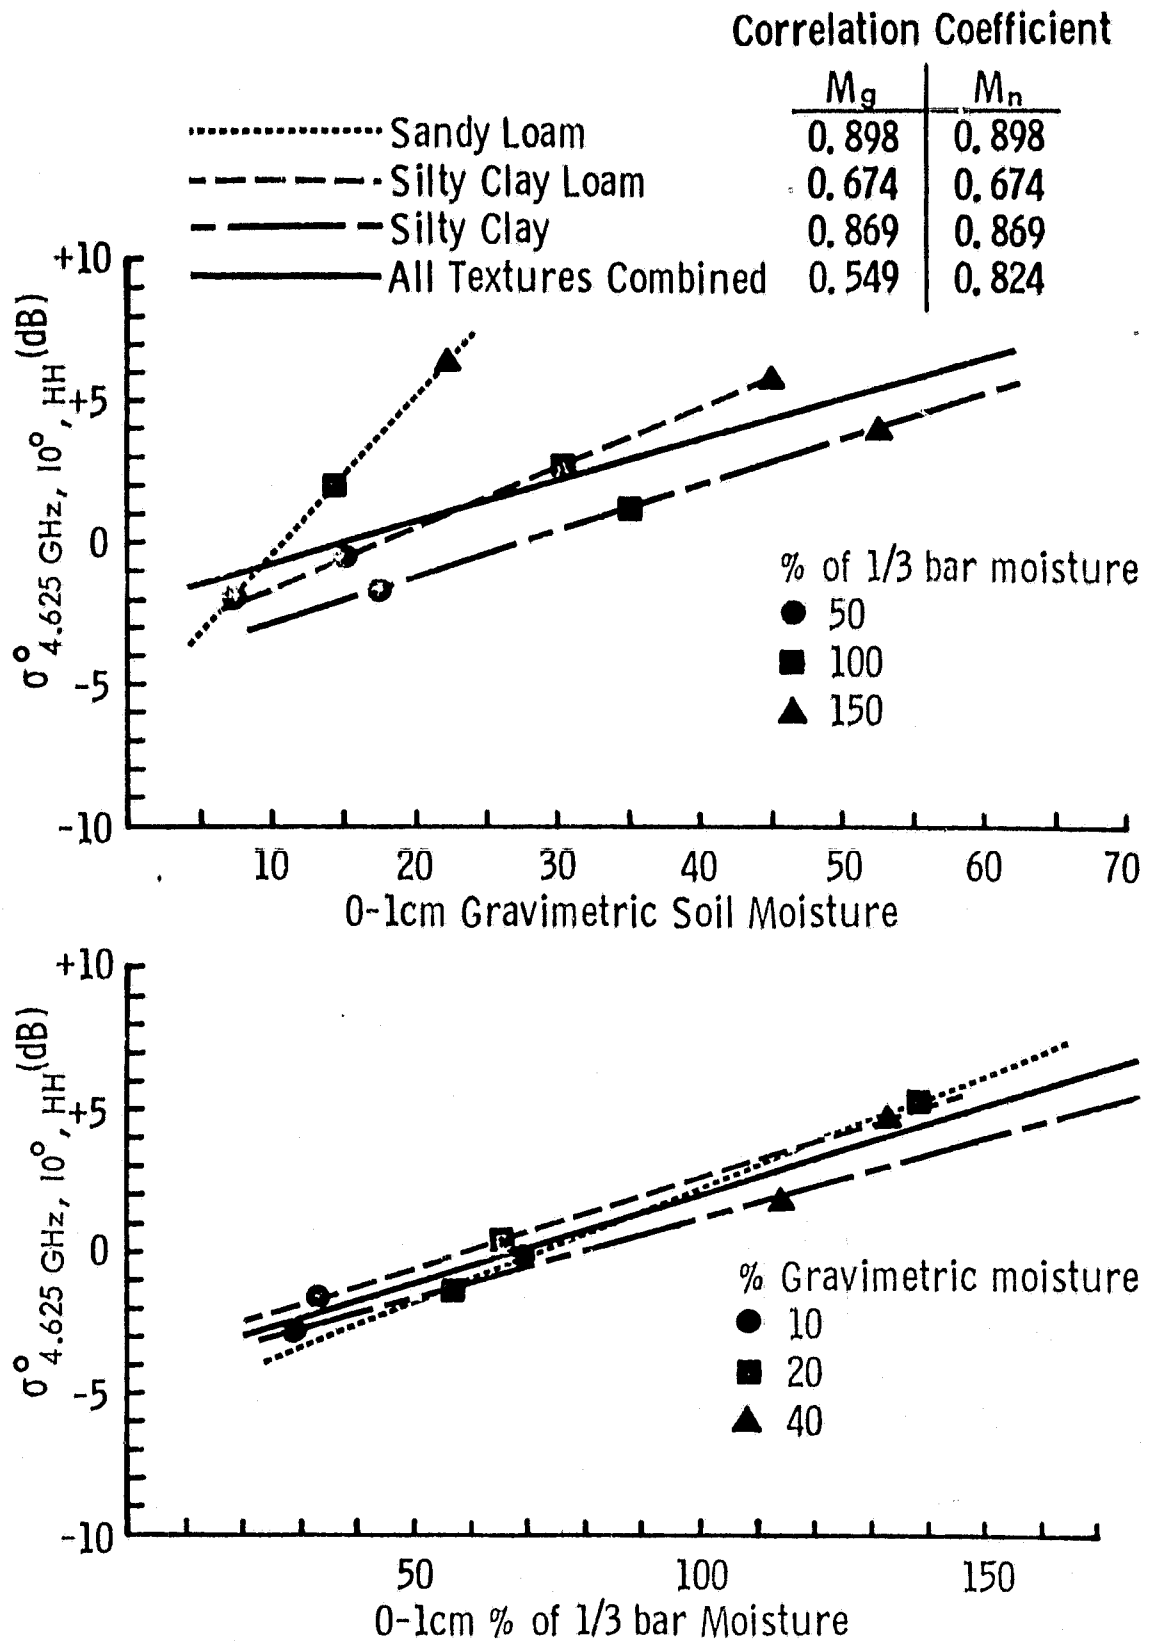 Correlation Coefficient
Mg Mn
Sandy Loam 0.898 0.898
Silty Clay Loam 0.674 0.674
Silty Clay 0.869 0.869
All Textures Combined 0.549 0.824
+10
+5
0
-5
-10
σ° 4.625 GHz, 10°, HH (dB)
% of 1/3 bar moisture
50
100
150
10 20 30 40 50 60 70
0-1cm Gravimetric Soil Moisture
+10
+5
0
-5
-10
σ° 4.625 GHz, 10°, HH (dB)
% Gravimetric moisture
10
20
40
50 100 150
0-1cm % of 1/3 bar Moisture